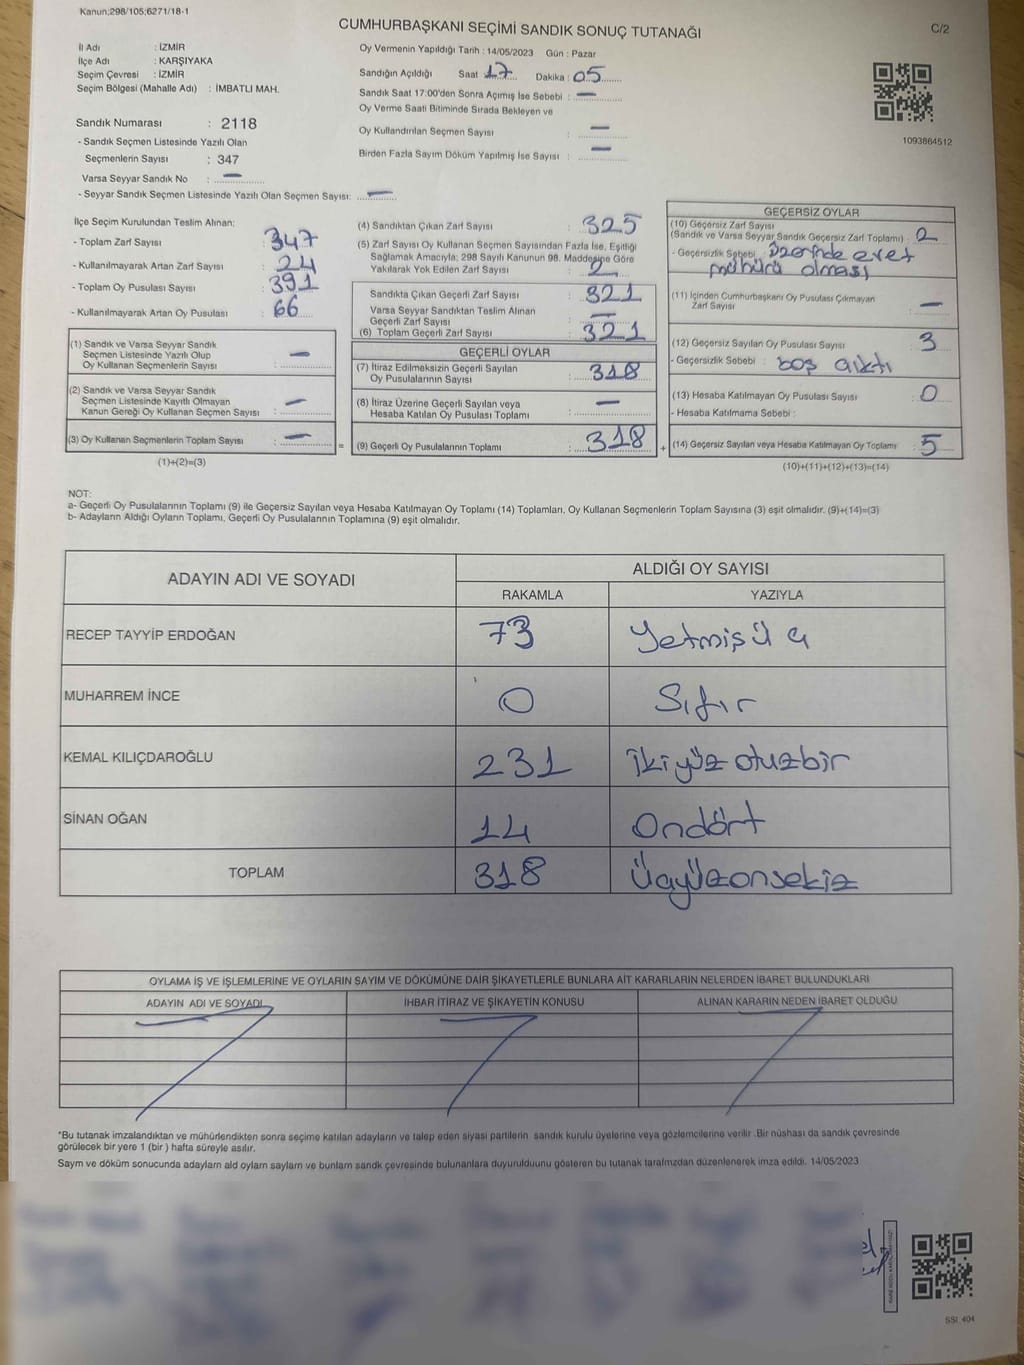 Kanun:298/105;6271/18-1
CUMHURBAŞKANI SEÇİMİ SANDIK SONUÇ TUTANAĞI
C/2
İl Adı : İZMİR
İlçe Adı : KARŞIYAKA
Seçim Çevresi : İZMİR
Seçim Bölgesi (Mahalle Adı) : İMBATLI MAH.
Sandık Numarası : 2118
- Sandık Seçmen Listesinde Yazılı Olan
Seçmenlerin Sayısı : 347
Varsa Seyyar Sandık No : —
- Seyyar Sandık Seçmen Listesinde Yazılı Olan Seçmen Sayısı: —
Oy Vermenin Yapıldığı Tarih : 14/05/2023 Gün : Pazar
Sandığın Açıldığı Saat 17 Dakika : 05
Sandık Saat 17:00'den Sonra Açımış İse Sebebi : —
Oy Verme Saati Bitiminde Sırada Bekleyen ve
Oy Kullandırılan Seçmen Sayısı : —
Birden Fazla Sayım Döküm Yapılmış İse Sayısı : —
1093864512
İlçe Seçim Kurulundan Teslim Alınan:
- Toplam Zarf Sayısı : 347
- Kullanılmayarak Artan Zarf Sayısı : 24
- Toplam Oy Pusulası Sayısı : 391
- Kullanılmayarak Artan Oy Pusulası : 66
(1) Sandık ve Varsa Seyyar Sandık
Seçmen Listesinde Yazılı Olup
Oy Kullanan Seçmenlerin Sayısı : —
(2) Sandık ve Varsa Seyyar Sandık
Seçmen Listesinde Kayıtlı Olmayan
Kanun Gereği Oy Kullanan Seçmen Sayısı : —
(3) Oy Kullanan Seçmenlerin Toplam Sayısı : — =
(1)+(2)=(3)
(4) Sandıktan Çıkan Zarf Sayısı : 325
(5) Zarf Sayısı Oy Kullanan Seçmen Sayısından Fazla İse, Eşitliği
Sağlamak Amacıyla; 298 Sayılı Kanunun 98. Maddesine Göre
Yakılarak Yok Edilen Zarf Sayısı : 2
Sandıkta Çıkan Geçerli Zarf Sayısı : 321
Varsa Seyyar Sandıktan Teslim Alınan
Geçerli Zarf Sayısı : —
(6) Toplam Geçerli Zarf Sayısı : 321
GEÇERLİ OYLAR
(7) İtiraz Edilmeksizin Geçerli Sayılan
Oy Pusulalarının Sayısı : 318
(8) İtiraz Üzerine Geçerli Sayılan veya
Hesaba Katılan Oy Pusulası Toplamı : —
(9) Geçerli Oy Pusulalarının Toplamı : 318 +
GEÇERSİZ OYLAR
(10) Geçersiz Zarf Sayısı
(Sandık ve Varsa Seyyar Sandık Geçersiz Zarf Toplamı) : 2
- Geçersizlik Sebebi : üzerinde evet
mührü olması
(11) İçinden Cumhurbaşkanı Oy Pusulası Çıkmayan
Zarf Sayısı : —
(12) Geçersiz Sayılan Oy Pusulası Sayısı : 3
- Geçersizlik Sebebi : boş çıktı
(13) Hesaba Katılmayan Oy Pusulası Sayısı : 0
- Hesaba Katılmama Sebebi :
(14) Geçersiz Sayılan veya Hesaba Katılmayan Oy Toplamı : 5
(10)+(11)+(12)+(13)=(14)
NOT:
a- Geçerli Oy Pusulalarının Toplamı (9) ile Geçersiz Sayılan veya Hesaba Katılmayan Oy Toplamı (14) Toplamları, Oy Kullanan Seçmenlerin Toplam Sayısına (3) eşit olmalıdır. (9)+(14)=(3)
b- Adayların Aldığı Oyların Toplamı, Geçerli Oy Pusulalarının Toplamına (9) eşit olmalıdır.
ADAYIN ADI VE SOYADI ALDIĞI OY SAYISI
RAKAMLA YAZIYLA
RECEP TAYYİP ERDOĞAN 73 Yetmişüç
MUHARREM İNCE 0 Sıfır
KEMAL KILIÇDAROĞLU 231 ikiyüz otuzbir
SİNAN OĞAN 14 Ondört
TOPLAM 318 Üçyüzonsekiz
OYLAMA İŞ VE İŞLEMLERİNE VE OYLARIN SAYIM VE DÖKÜMÜNE DAİR ŞİKAYETLERLE BUNLARA AİT KARARLARIN NELERDEN İBARET BULUNDUKLARI
ADAYIN ADI VE SOYADI İHBAR İTİRAZ VE ŞİKAYETİN KONUSU ALINAN KARARIN NEDEN İBARET OLDUĞU
*Bu tutanak imzalandıktan ve mühürlendikten sonra seçime katılan adayların ve talep eden siyasi partilerin sandık kurulu üyelerine veya gözlemcilerine verilir .Bir nüshası da sandık çevresinde
görülecek bir yere 1 (bir ) hafta süreyle asılır.
Saym ve döküm sonucunda adaylarn ald oylarn saylarn ve bunlarn sandk çevresinde bulunanlara duyurulduunu gösteren bu tutanak tarafmzdan düzenlenerek imza edildi. 14/05/2023
SSI 404